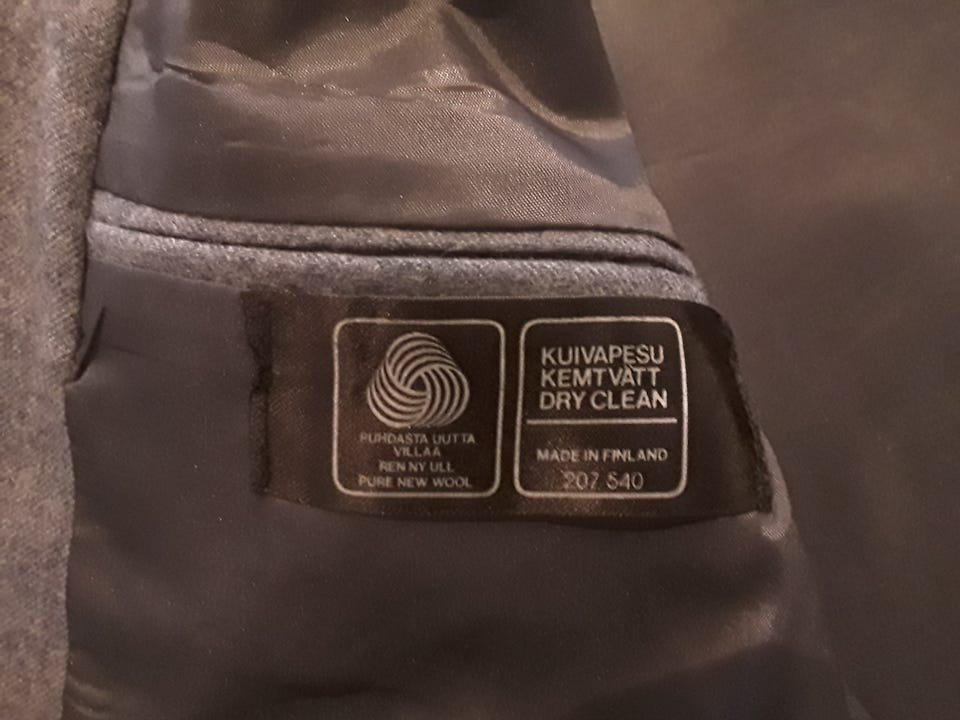 PUHDASTA UUTTA
VILLAA
REN NY ULL
PURE NEW WOOL
KUIVAPESU
KEMTVÄTT
DRY CLEAN
MADE IN FINLAND
207 540